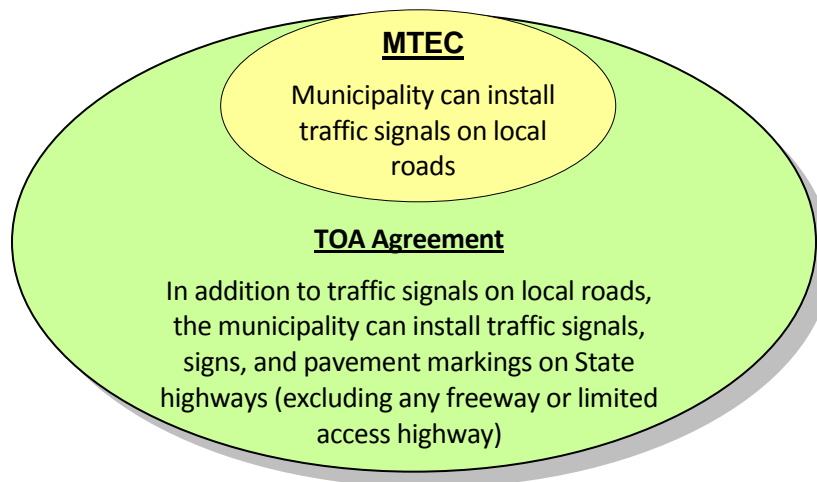 MTEC
Municipality can install
traffic signals on local
roads
TOA Agreement
In addition to traffic signals on local roads,
the municipality can install traffic signals,
signs, and pavement markings on State
highways (excluding any freeway or limited
access highway)